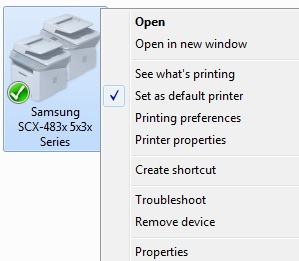 Samsung
SCX-483x 5x3x
Series
Open
Open in new window
See what's printing
Set as default printer
Printing preferences
Printer properties
Create shortcut
Troubleshoot
Remove device
Properties